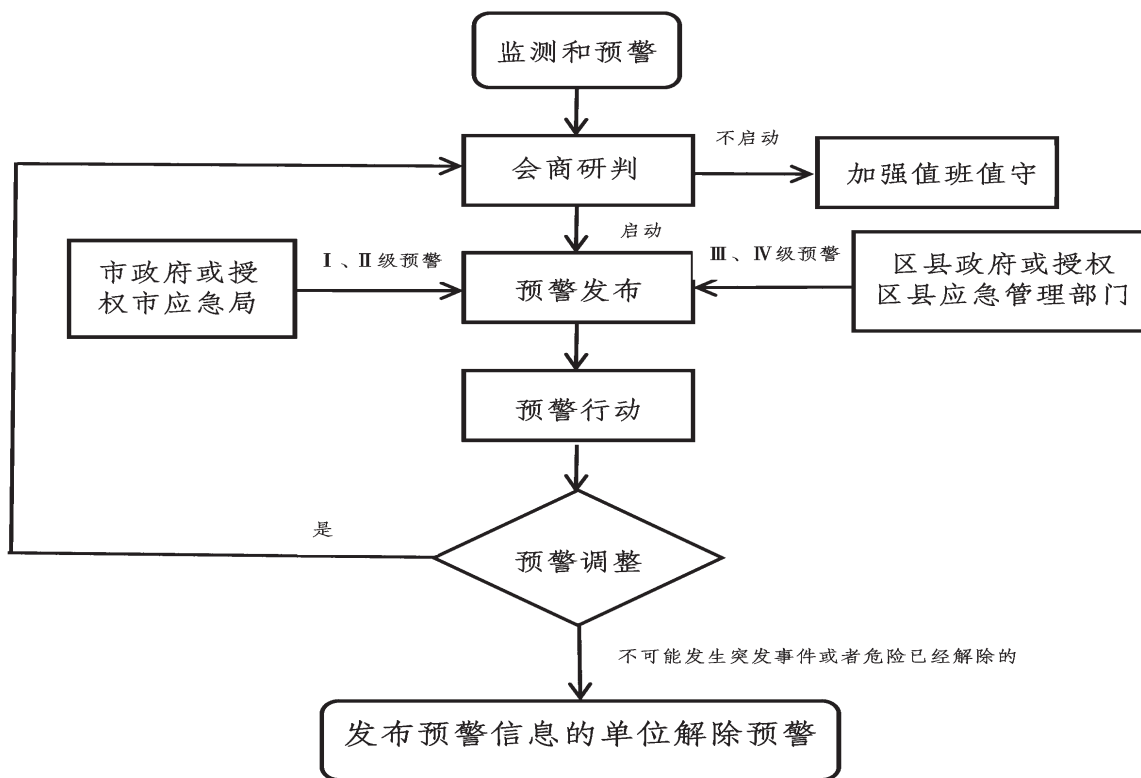 监测和预警
不启动
会商研判
加强值班值守
启动
市政府或授
权市应急局
Ⅰ、Ⅱ级预警
预警发布
Ⅲ、Ⅳ级预警
区县政府或授权
区县应急管理部门
预警行动
是
预警调整
不可能发生突发事件或者危险已经解除的
发布预警信息的单位解除预警